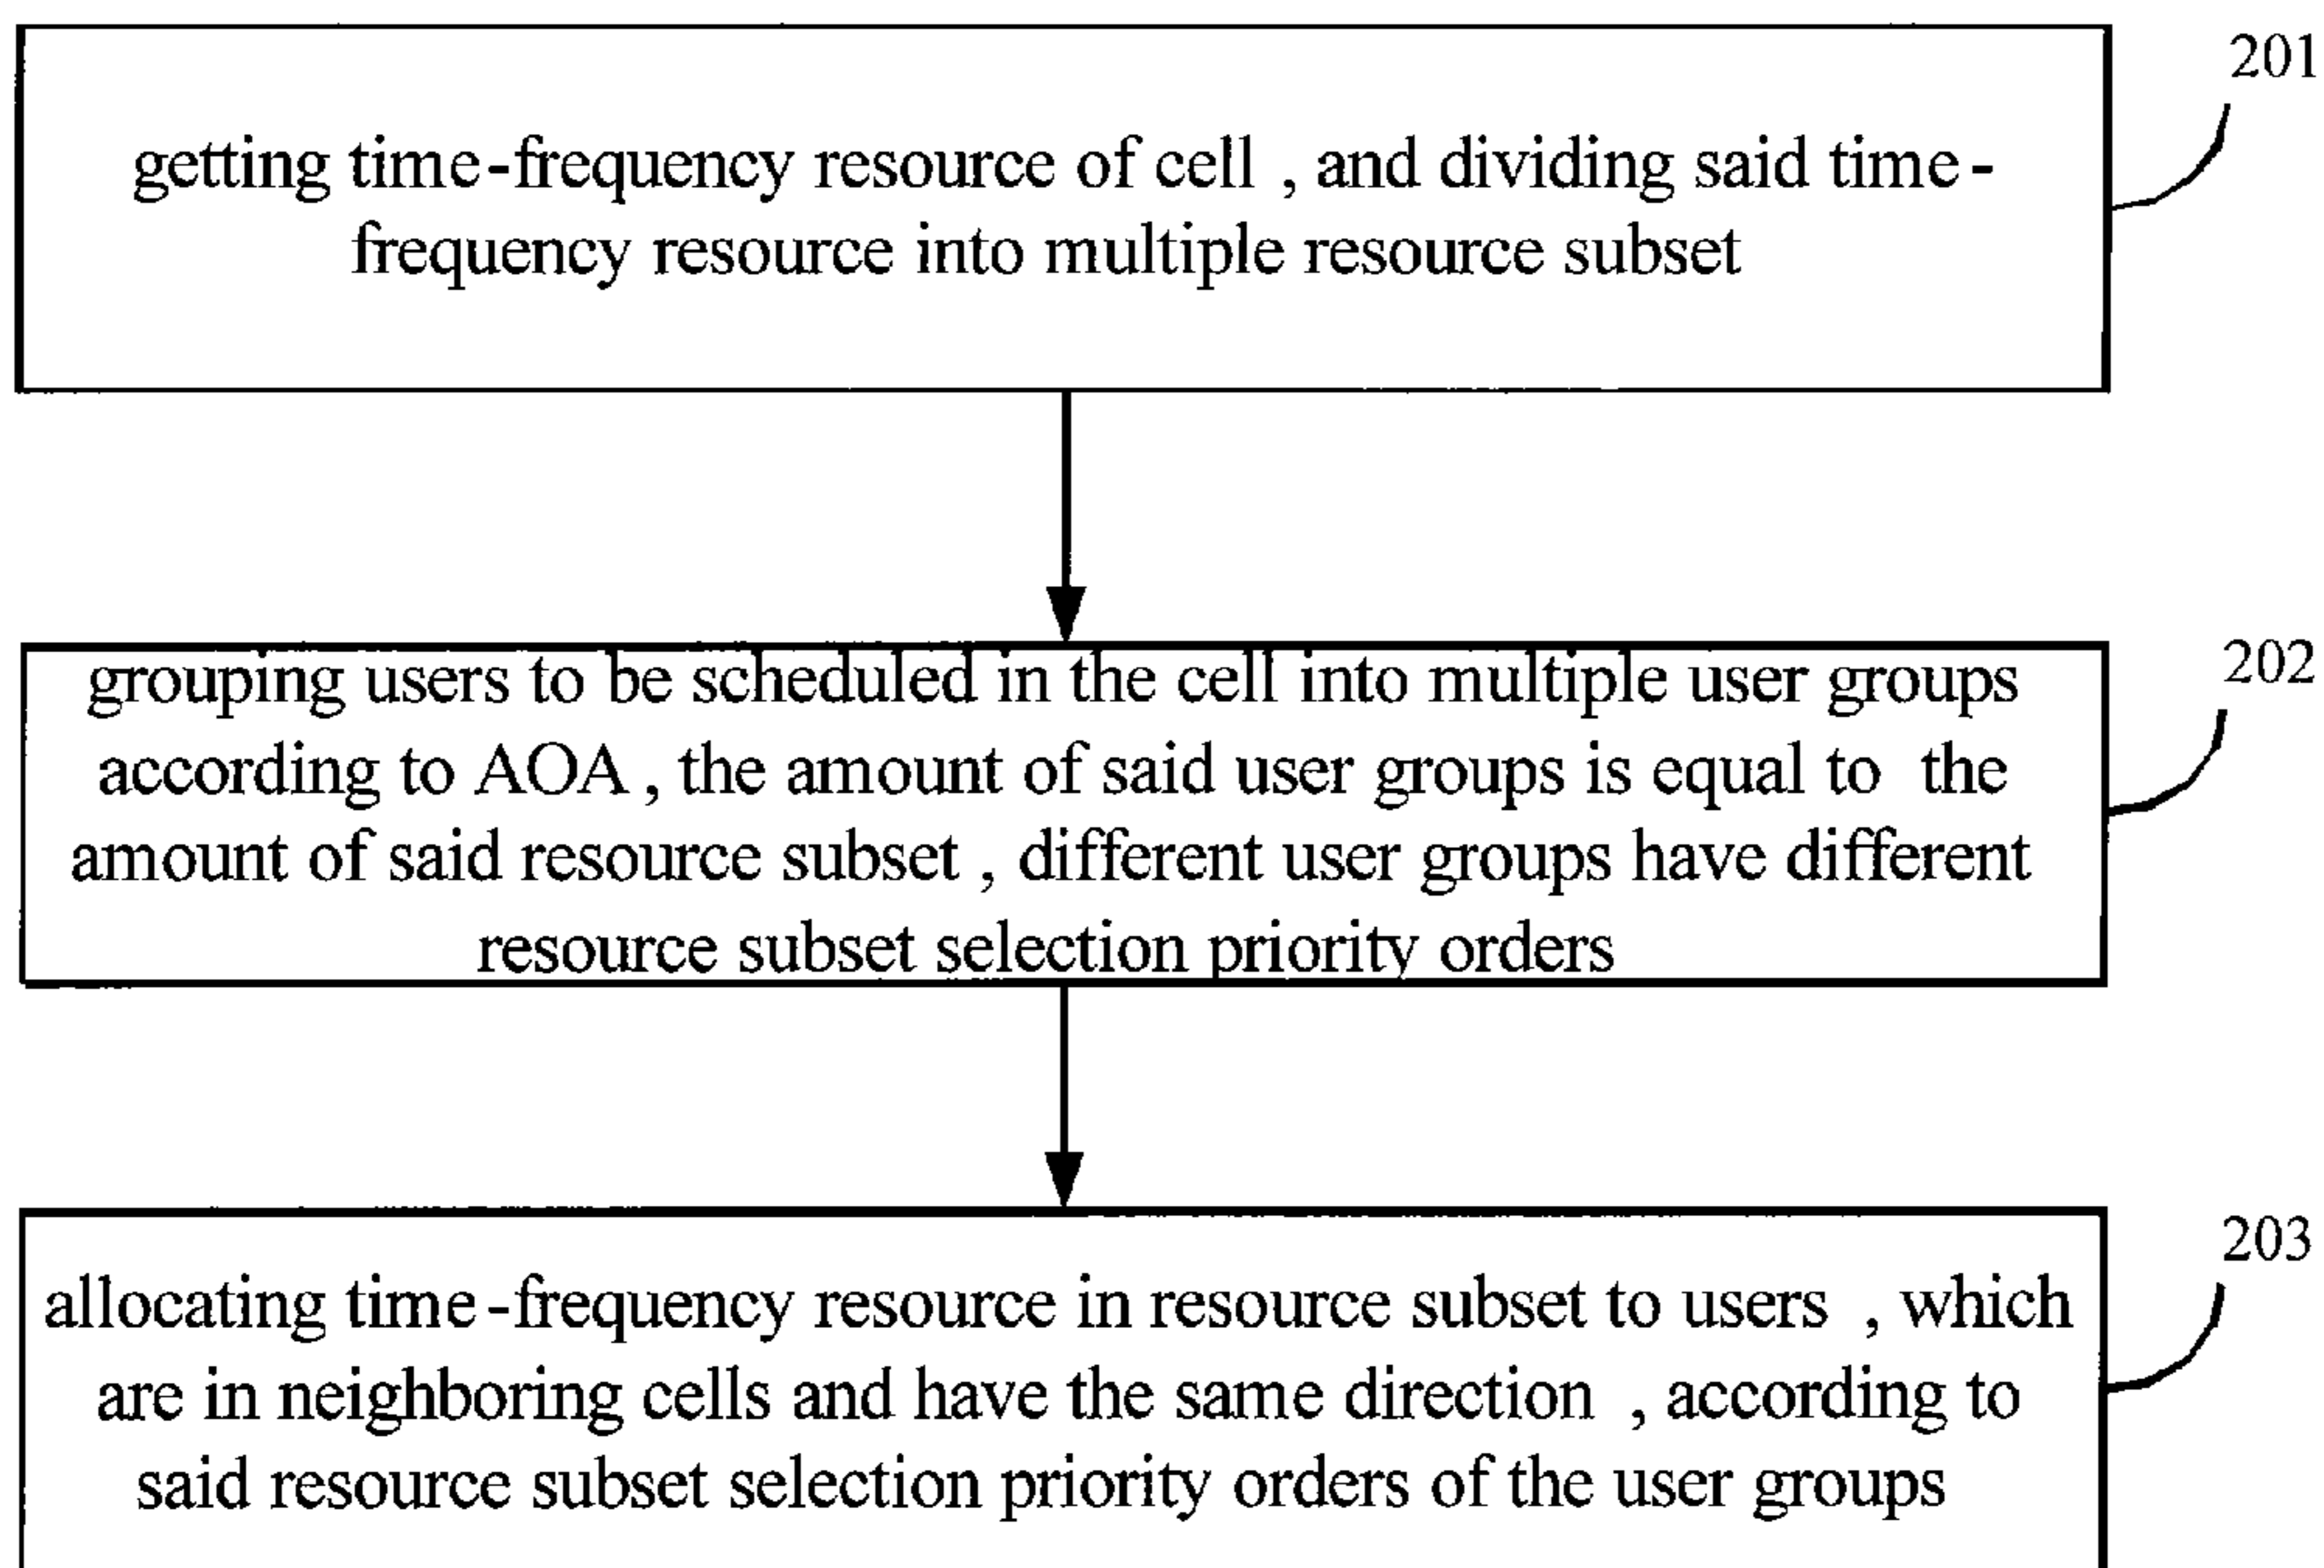 201
getting time-frequency resource of cell , and dividing said time-
frequency resource into multiple resource subset
202
grouping users to be scheduled in the cell into multiple user groups
according to AOA , the amount of said user groups is equal to the
amount of said resource subset , different user groups have different
resource subset selection priority orders
203
allocating time-frequency resource in resource subset to users , which
are in neighboring cells and have the same direction , according to
said resource subset selection priority orders of the user groups